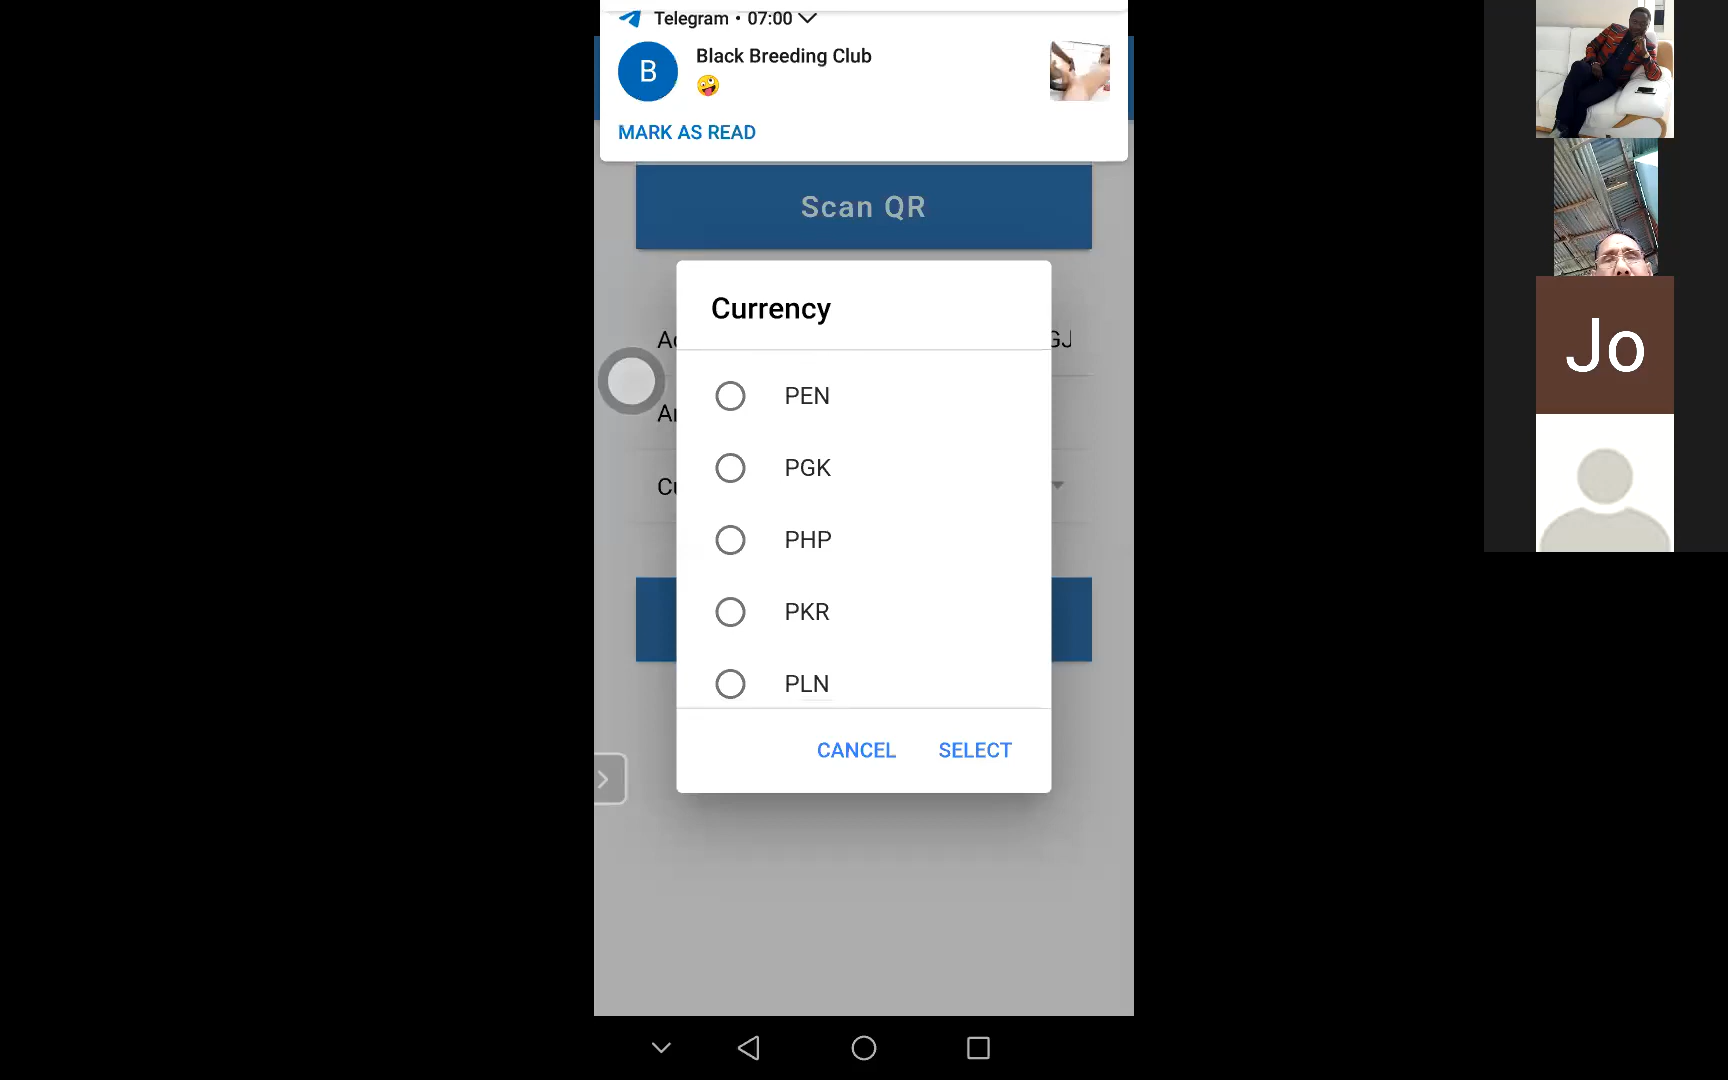 Telegram • 07:00
B
Black Breeding Club
🤪
MARK AS READ
Scan QR
Currency
GJ
PEN
PGK
PHP
PKR
PLN
CANCEL
SELECT
Jo